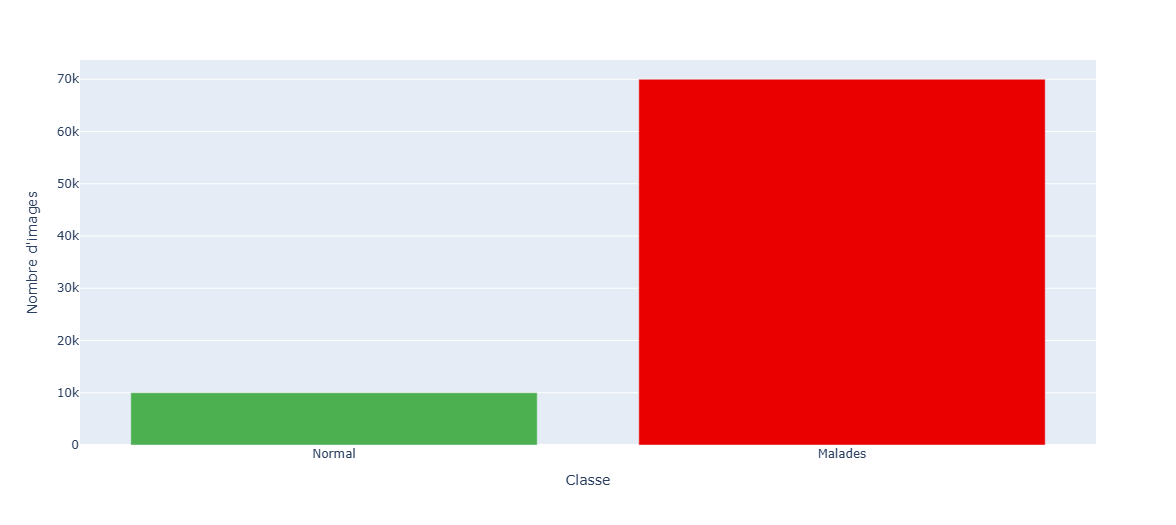 70k
60k
50k
40k
30k
20k
10k
0
Nombre d'images
Normal
Malades
Classe